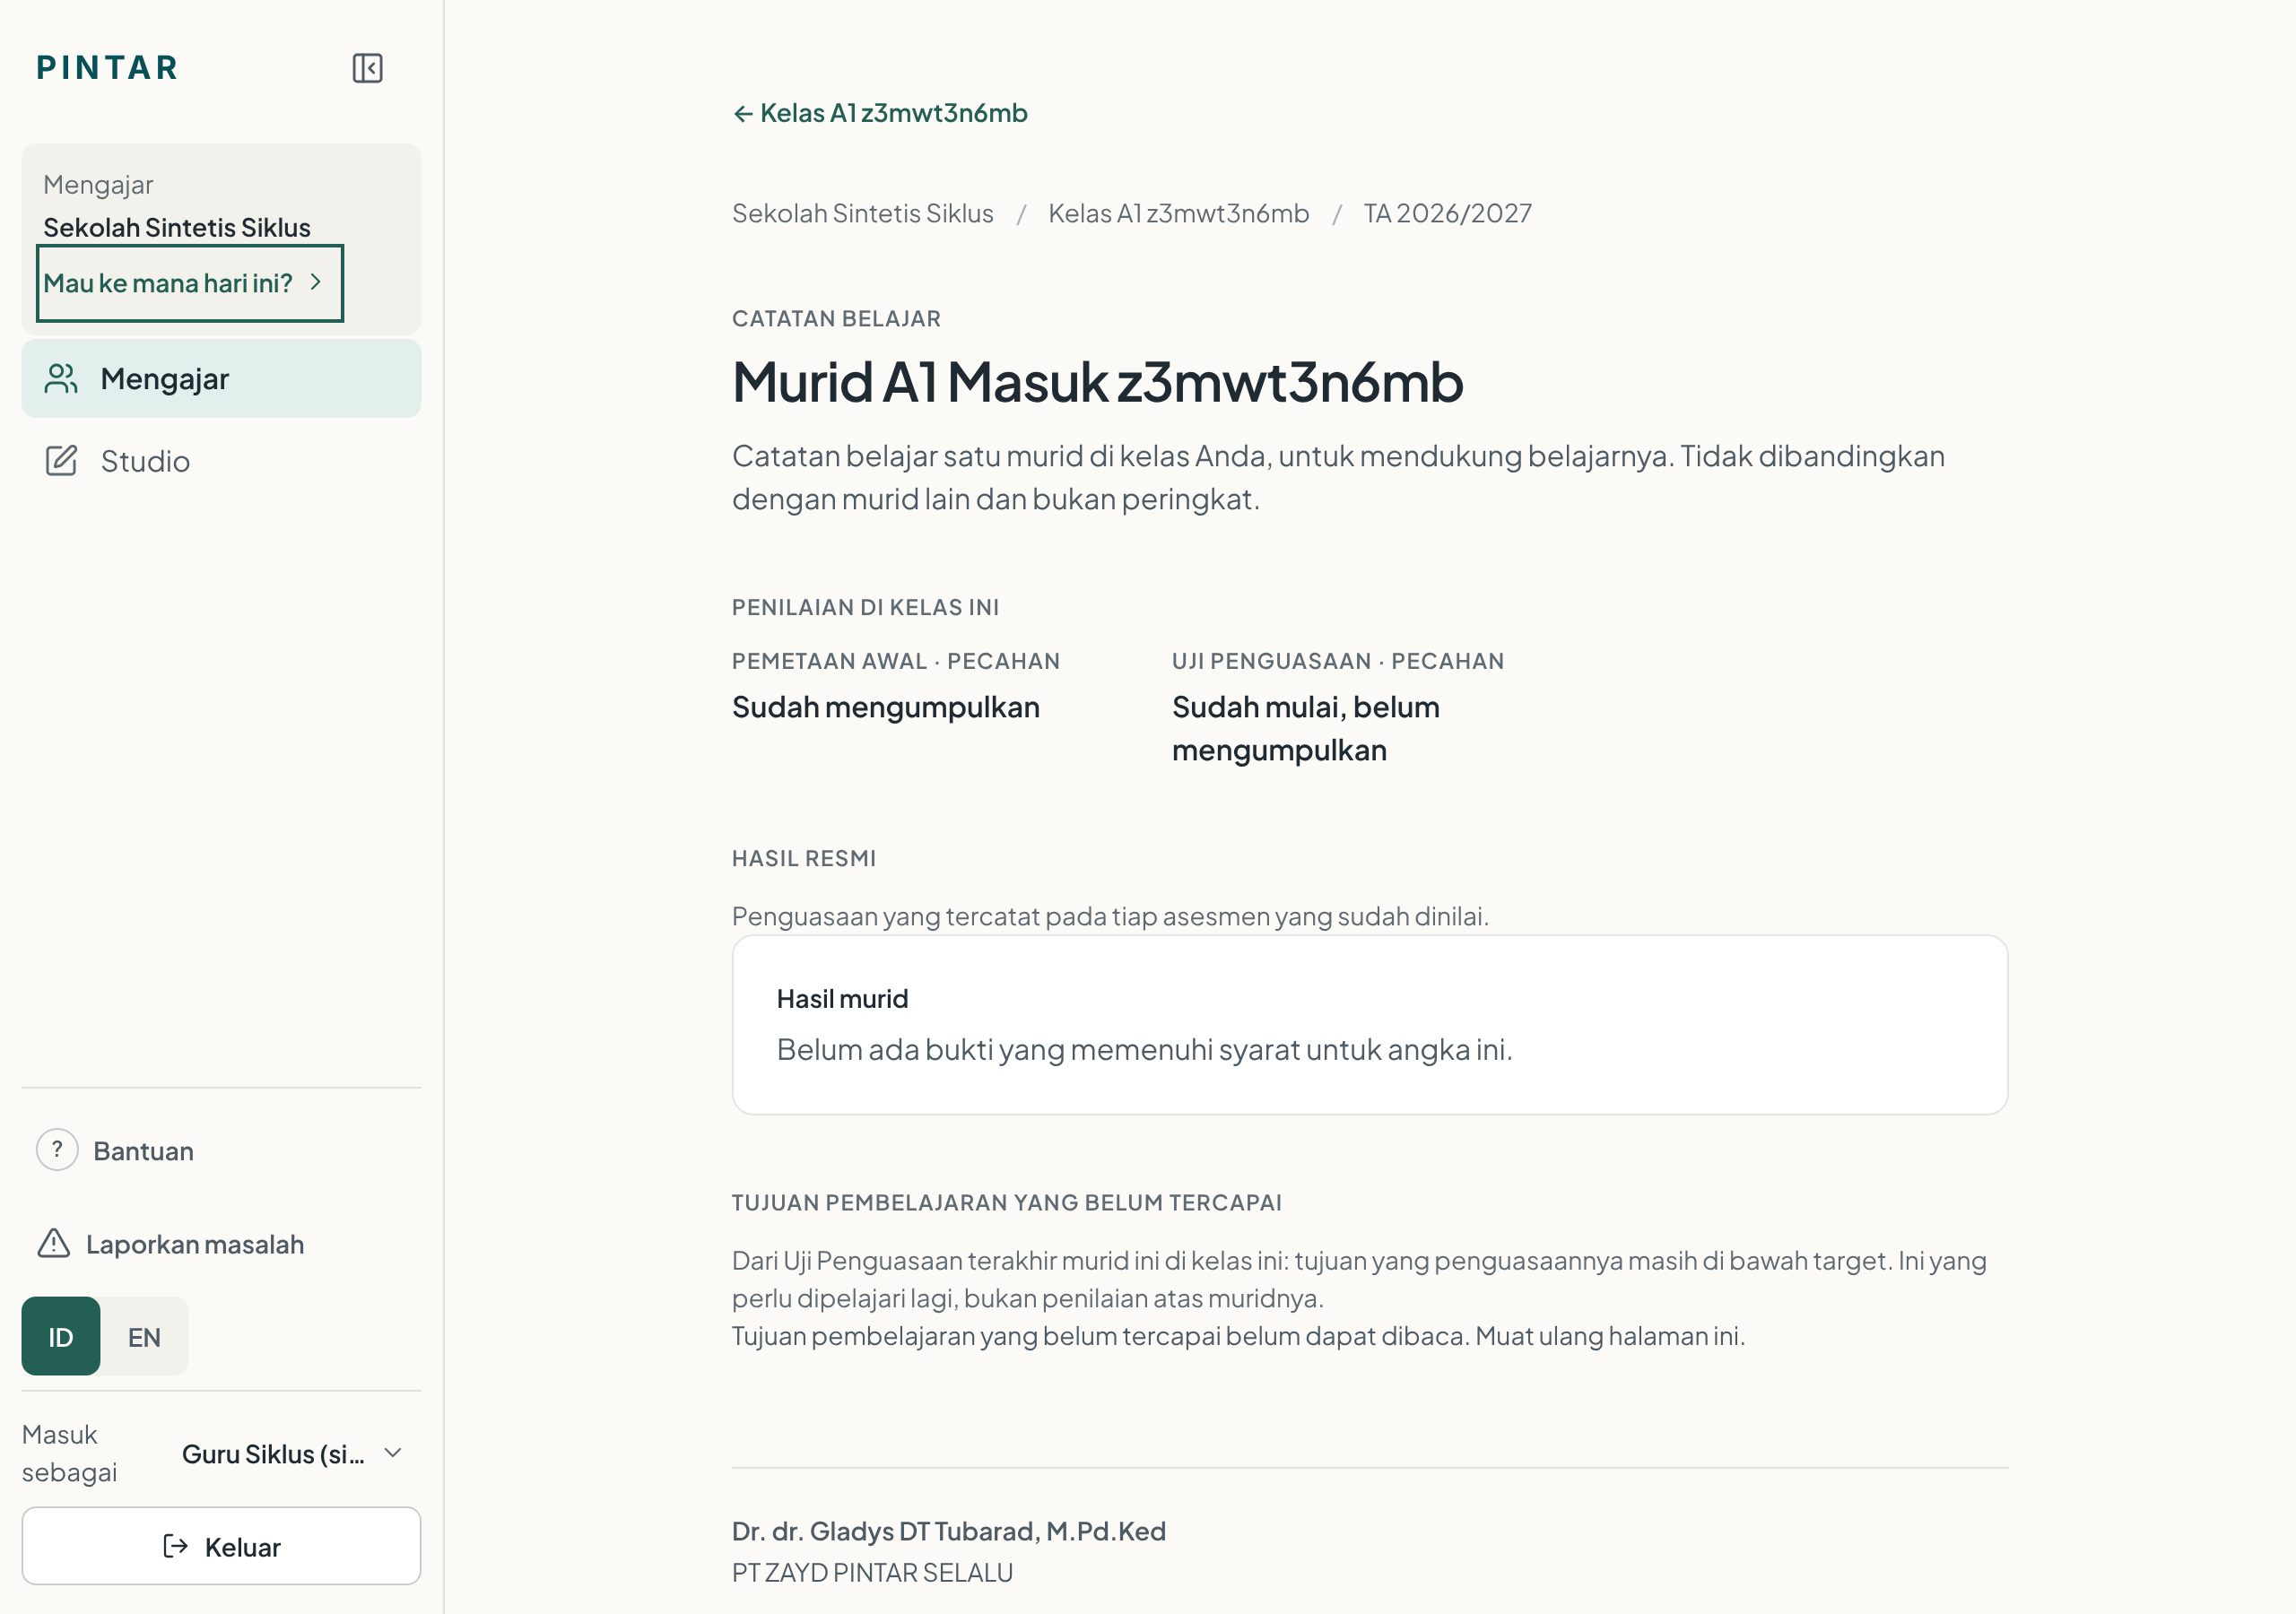 PINTAR
Mengajar
Sekolah Sintetis Siklus
Mau ke mana hari ini?
Mengajar
Studio
? Bantuan
Laporkan masalah
ID EN
Masuk sebagai
Guru Siklus (si...
Keluar
← Kelas A1 z3mwt3n6mb
Sekolah Sintetis Siklus / Kelas A1 z3mwt3n6mb / TA 2026/2027
CATATAN BELAJAR
Murid A1 Masuk z3mwt3n6mb
Catatan belajar satu murid di kelas Anda, untuk mendukung belajarnya. Tidak dibandingkan
dengan murid lain dan bukan peringkat.
PENILAIAN DI KELAS INI
PEMETAAN AWAL · PECAHAN
Sudah mengumpulkan
UJI PENGUASAAN · PECAHAN
Sudah mulai, belum
mengumpulkan
HASIL RESMI
Penguasaan yang tercatat pada tiap asesmen yang sudah dinilai.
Hasil murid
Belum ada bukti yang memenuhi syarat untuk angka ini.
TUJUAN PEMBELAJARAN YANG BELUM TERCAPAI
Dari Uji Penguasaan terakhir murid ini di kelas ini: tujuan yang penguasaannya masih di bawah target. Ini yang
perlu dipelajari lagi, bukan penilaian atas muridnya.
Tujuan pembelajaran yang belum tercapai belum dapat dibaca. Muat ulang halaman ini.
Dr. dr. Gladys DT Tubarad, M.Pd.Ked
PT ZAYD PINTAR SELALU